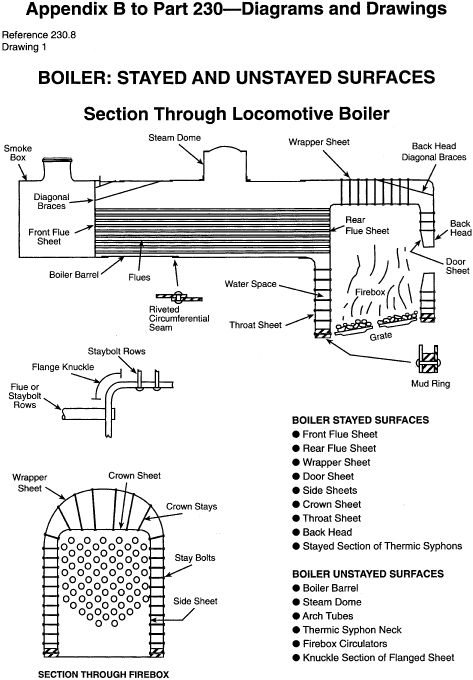 Appendix B to Part 230—Diagrams and Drawings
Reference 230.8
Drawing 1
BOILER: STAYED AND UNSTAYED SURFACES
Section Through Locomotive Boiler
Smoke
Box
Steam Dome
Wrapper Sheet
Back Head
Diagonal Braces
Diagonal
Braces
Front Flue
Sheet
Rear
Flue Sheet
Back
Head
Door
Sheet
Boiler Barrel
Flues
Water Space
Firebox
Riveted
Circumferential
Seam
Throat Sheet
Grate
Mud Ring
Staybolt Rows
Flange Knuckle
Flue or
Staybolt
Rows
BOILER STAYED SURFACES
● Front Flue Sheet
● Rear Flue Sheet
● Wrapper Sheet
● Door Sheet
● Side Sheets
● Crown Sheet
● Throat Sheet
● Back Head
● Stayed Section of Thermic Syphons
BOILER UNSTAYED SURFACES
● Boiler Barrel
● Steam Dome
● Arch Tubes
● Thermic Syphon Neck
● Firebox Circulators
● Knuckle Section of Flanged Sheet
Wrapper
Sheet
Crown Sheet
Crown Stays
Stay Bolts
Side Sheet
SECTION THROUGH FIREBOX